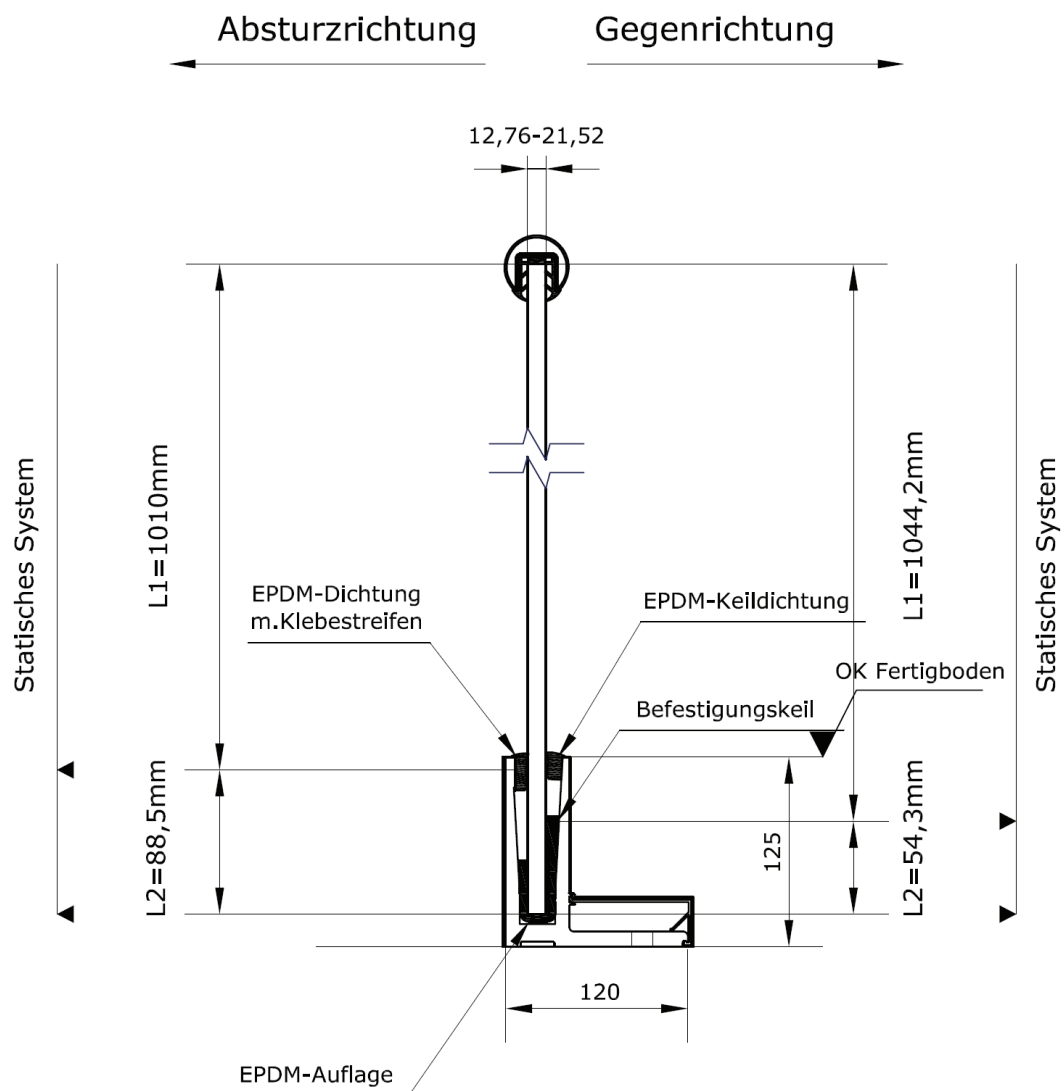 Absturzrichtung
Gegenrichtung
12,76-21,52
Statisches System
L1=1010mm
L1=1044,2mm
Statisches System
EPDM-Dichtung
m.Klebestreifen
EPDM-Keildichtung
OK Fertigboden
Befestigungskeil
L2=88,5mm
125
L2=54,3mm
120
EPDM-Auflage